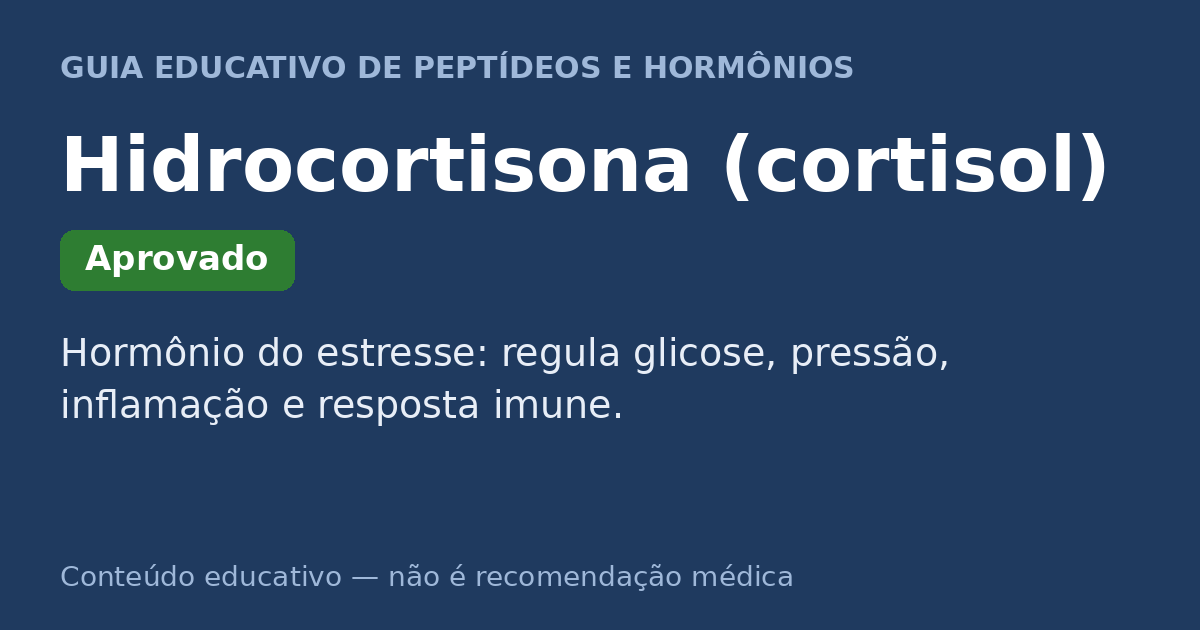 GUIA EDUCATIVO DE PEPTÍDEOS E HORMÔNIOS
Hidrocortisona (cortisol)
Aprovado
Hormônio do estresse: regula glicose, pressão,
inflamação e resposta imune.
Conteúdo educativo — não é recomendação médica